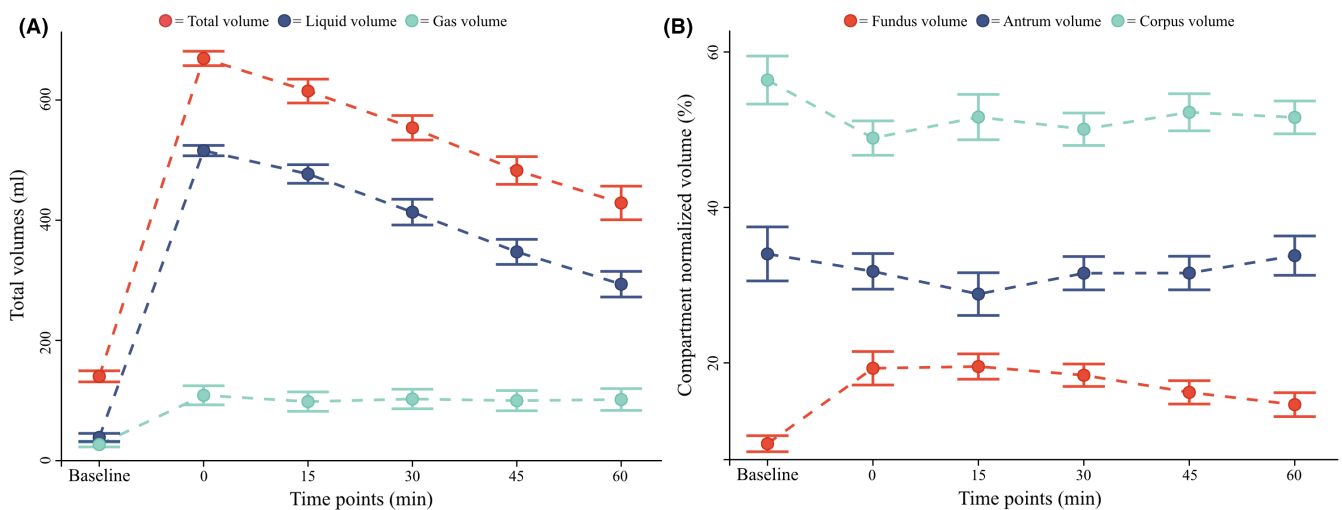 (A)
= Total volume = Liquid volume = Gas volume
Total volumes (ml)
600
400
200
0
Baseline 0 15 30 45 60
Time points (min)
(B)
= Fundus volume = Antrum volume = Corpus volume
Compartment normalized volume (%)
60
40
20
Baseline 0 15 30 45 60
Time points (min)